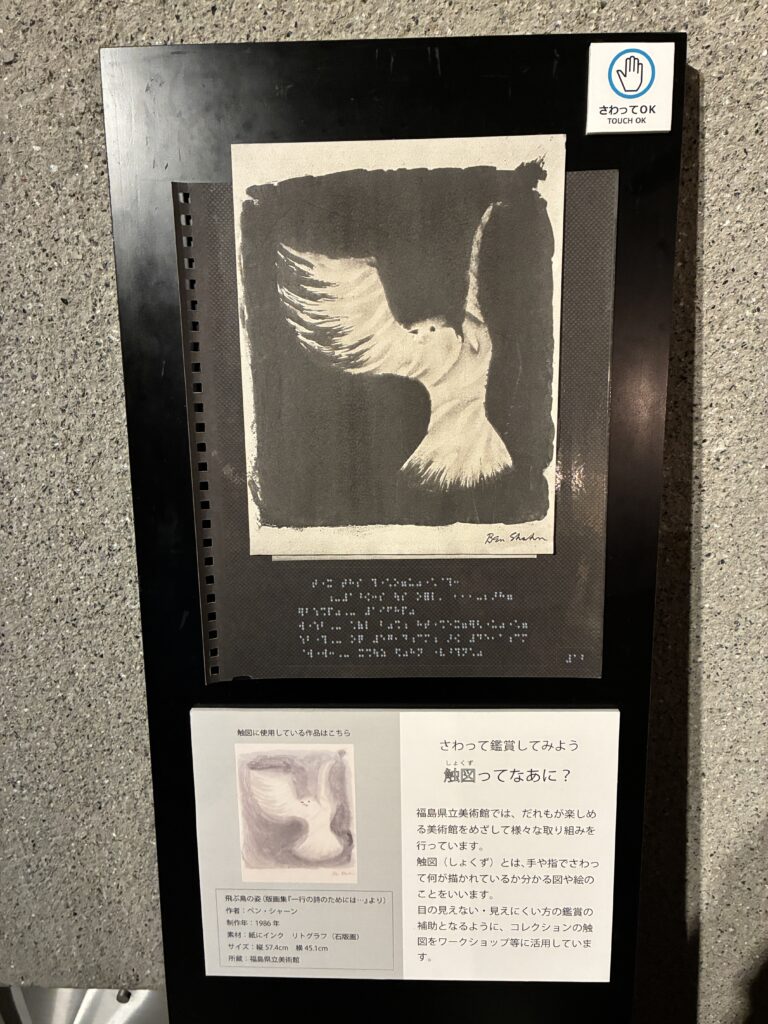 さわってOK
TOUCH OK
Ben Shahn
触図に使用している作品はこちら
飛ぶ鳥の姿(版画集『一行の詩のためには…』より)
作者:ベン・シャーン
制作年:1986年
素材:紙にインク リトグラフ(石版画)
サイズ:縦57.4cm 横45.1cm
所蔵:福島県立美術館
さわって鑑賞してみよう
しょくず
触図ってなあに?
福島県立美術館では、だれもが楽しめ
る美術館をめざして様々な取り組みを
行っています。
触図(しょくず)とは、手や指でさわっ
て何が描かれているか分かる図や絵の
ことをいいます。
目の見えない・見えにくい方の鑑賞の
補助となるように、コレクションの触
図をワークショップ等に活用していま
す。